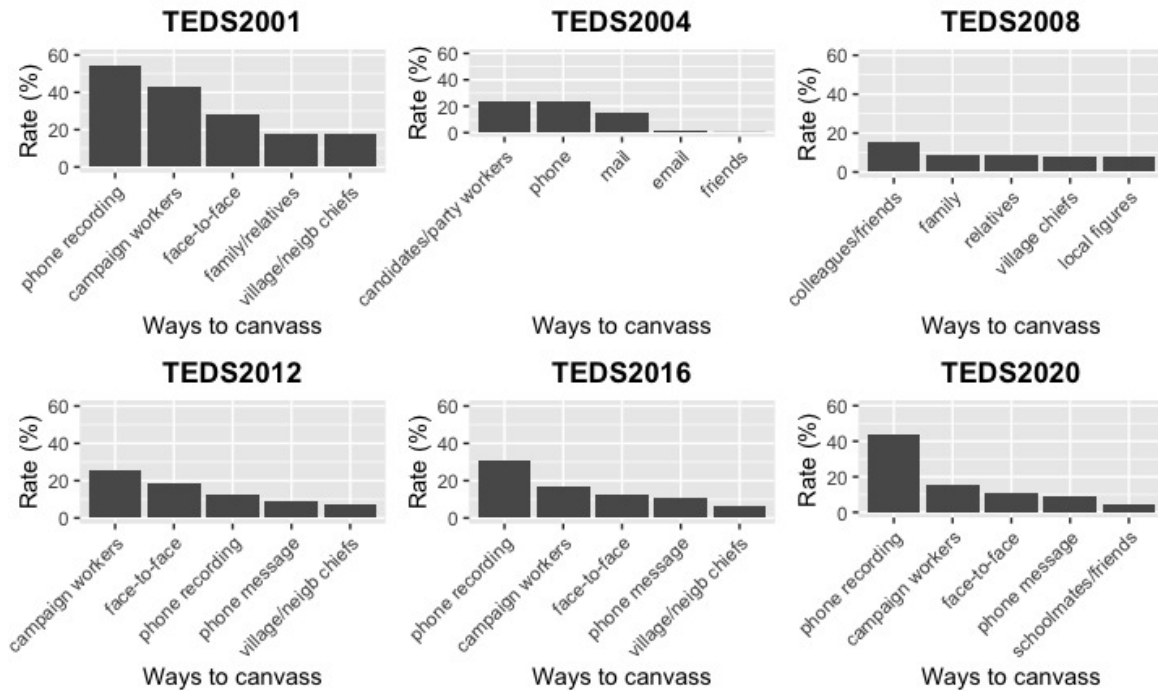 TEDS2001
60
40
20
0
Rate (%)
phone recording
campaign workers
face-to-face
family/relatives
village/neigb chiefs
Ways to canvass
TEDS2004
60
40
20
0
Rate (%)
candidates/party workers
phone
mail
email
friends
Ways to canvass
TEDS2008
60
40
20
0
Rate (%)
colleagues/friends
family
relatives
village chiefs
local figures
Ways to canvass
TEDS2012
60
40
20
0
Rate (%)
campaign workers
face-to-face
phone recording
phone message
village/neigb chiefs
Ways to canvass
TEDS2016
60
40
20
0
Rate (%)
phone recording
campaign workers
face-to-face
phone message
village/neigb chiefs
Ways to canvass
TEDS2020
60
40
20
0
Rate (%)
phone recording
campaign workers
face-to-face
phone message
schoolmates/friends
Ways to canvass